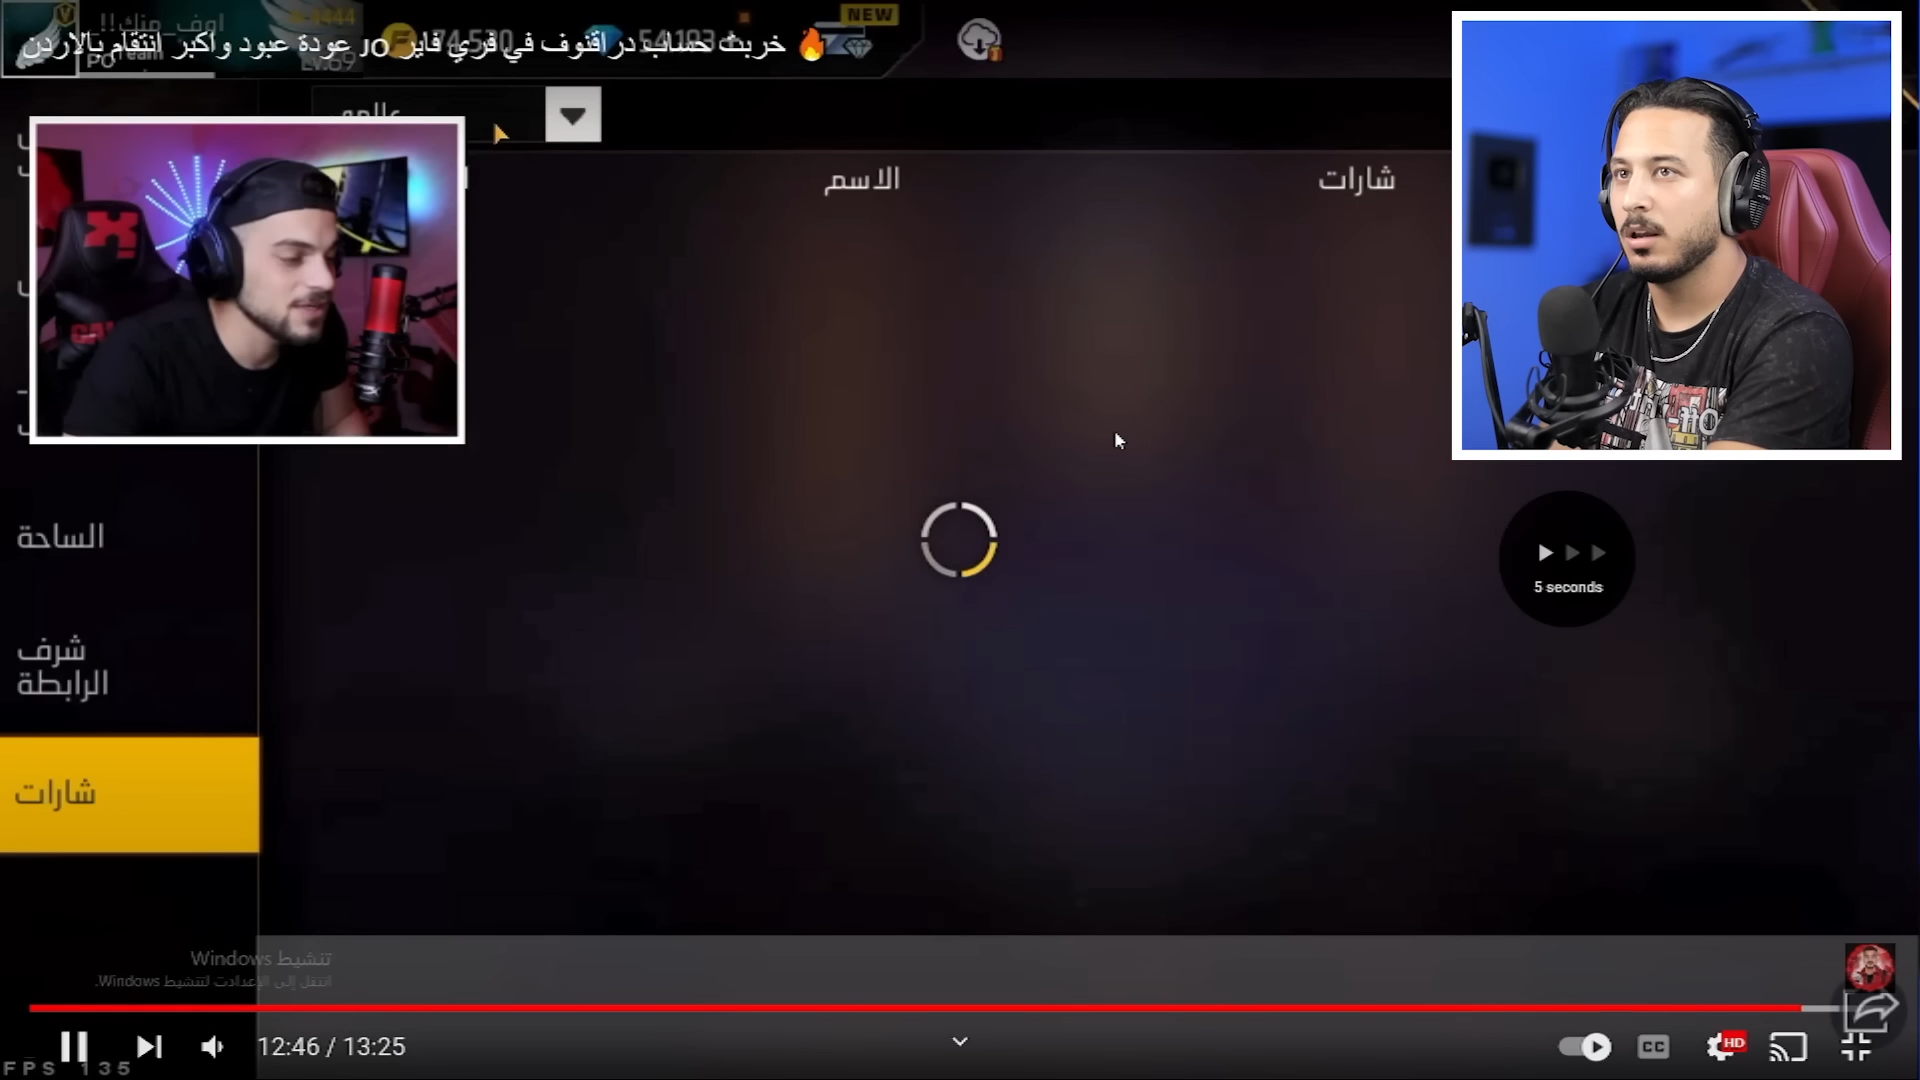 NEW
خربت حساب دراقنوف في فري فاير JO عودة عبود واكبر انتقام بالاردن 🔥
شارات
الاسم
الساحة
شرف
الرابطة
شارات
5 seconds
تنشيط Windows
انتقل إلى الإعدادات لتنشيط Windows.
12:46 / 13:25
CC
HD
FPS 135